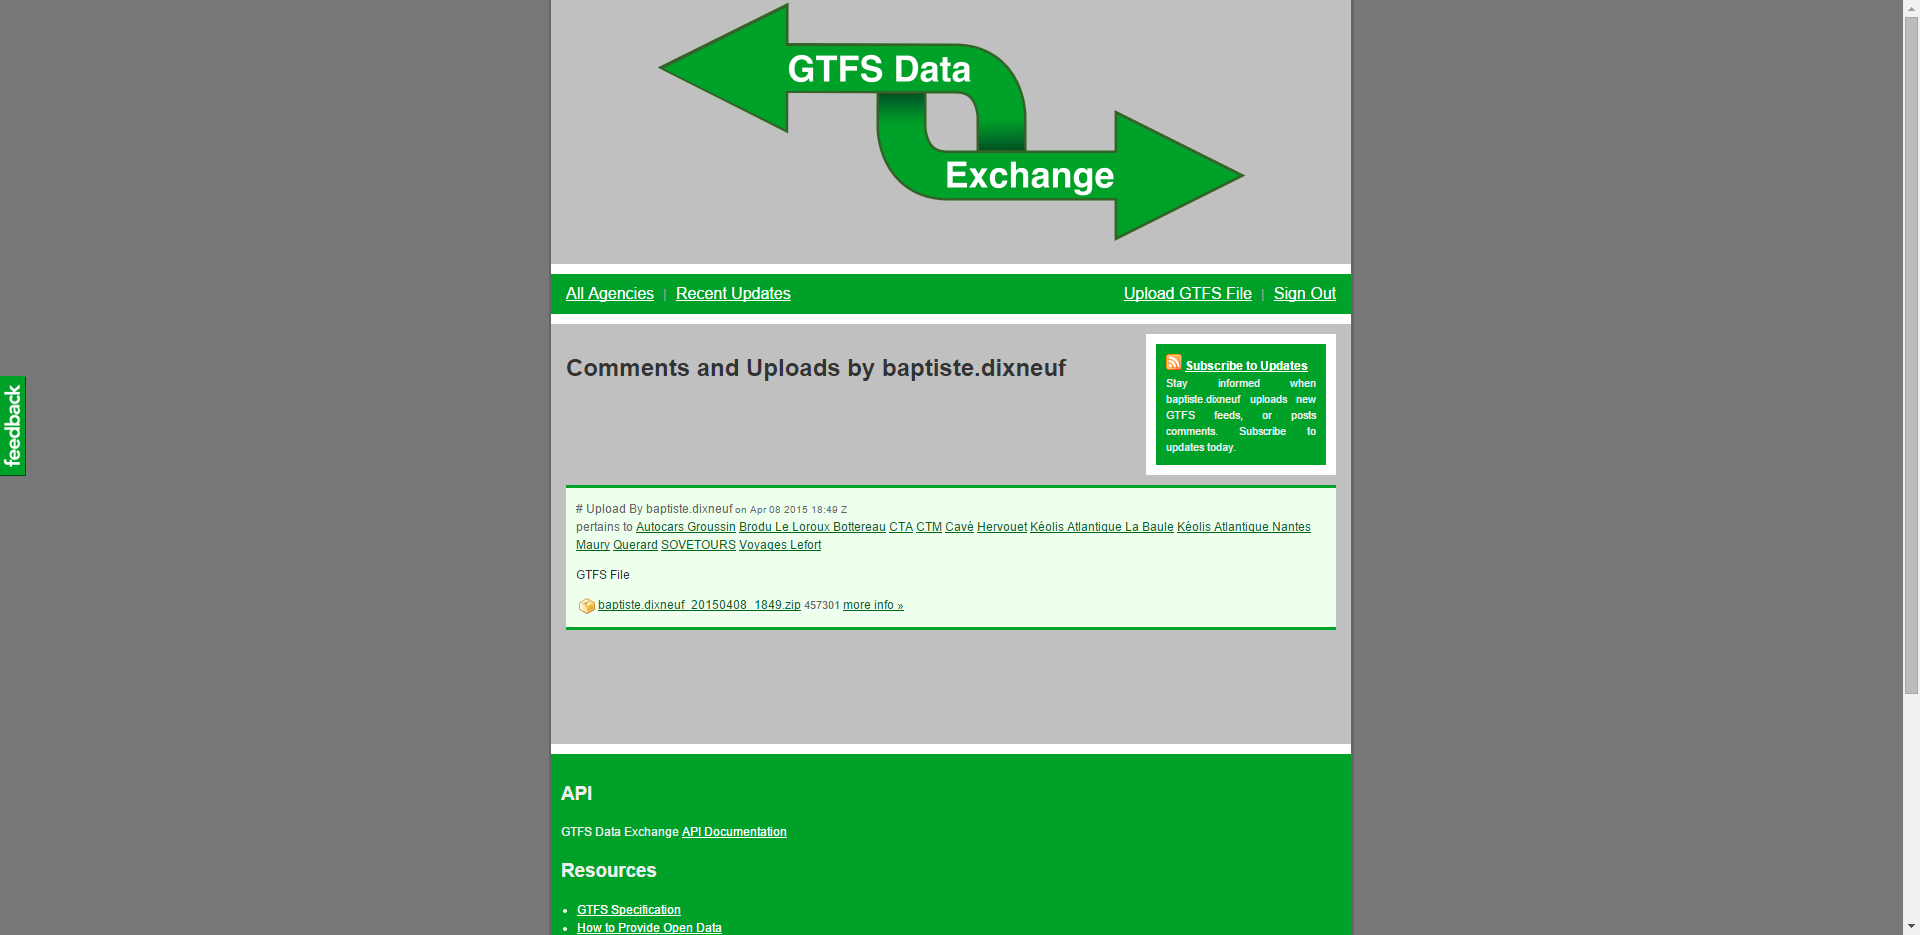 GTFS Data
Exchange
All Agencies | Recent Updates
Upload GTFS File | Sign Out
Comments and Uploads by baptiste.dixneuf
Subscribe to Updates
Stay informed when
baptiste.dixneuf uploads new
GTFS feeds, or posts
comments. Subscribe to
updates today.
feedback
# Upload By baptiste.dixneuf on Apr 08 2015 18:49 Z
pertains to Autocars Groussin Brodu Le Loroux Bottereau CTA CTM Cavé Hervouet Kéolis Atlantique La Baule Kéolis Atlantique Nantes
Maury Querard SOVETOURS Voyages Lefort
GTFS File
baptiste.dixneuf_20150408_1849.zip 457301 more info »
API
GTFS Data Exchange API Documentation
Resources
• GTFS Specification
• How to Provide Open Data